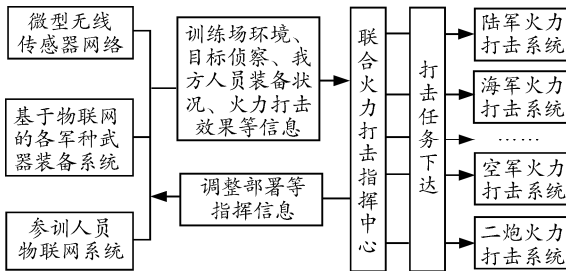 微型无线
传感器网络
基于物联网
的各军种武
器装备系统
参训人员
物联网系统
训练场环境、
目标侦察、我
方人员装备状
况、火力打击
效果等信息
调整部署等
指挥信息
联合火力打击指挥中心
打击任务下达
陆军火力
打击系统
海军火力
打击系统
……
空军火力
打击系统
二炮火力
打击系统